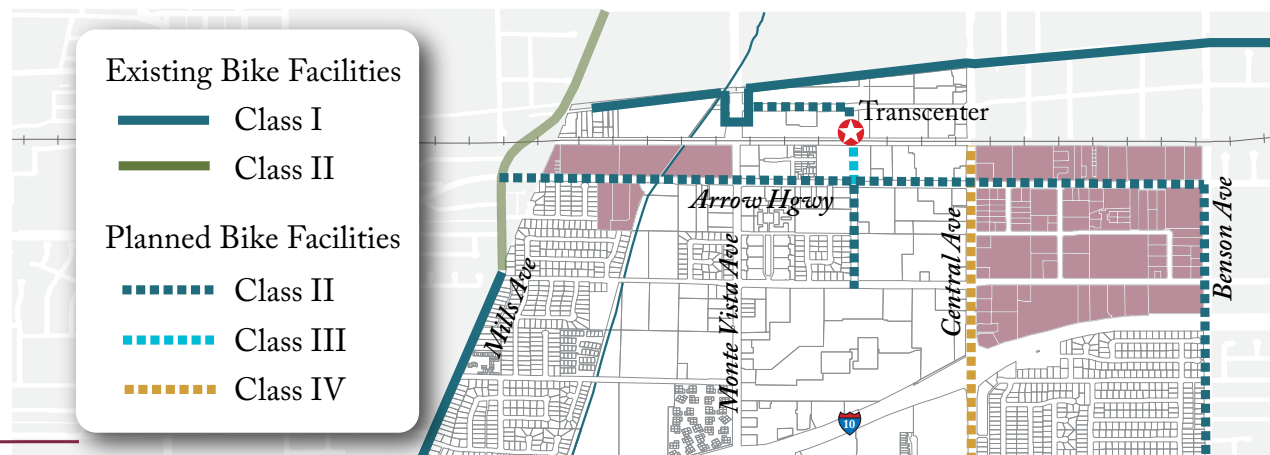 Existing Bike Facilities
Class I
Class II
Planned Bike Facilities
Class II
Class III
Class IV
Transcenter
Arrow Hgwy
Mills Ave
Monte Vista Ave
Central Ave
Benson Ave
10